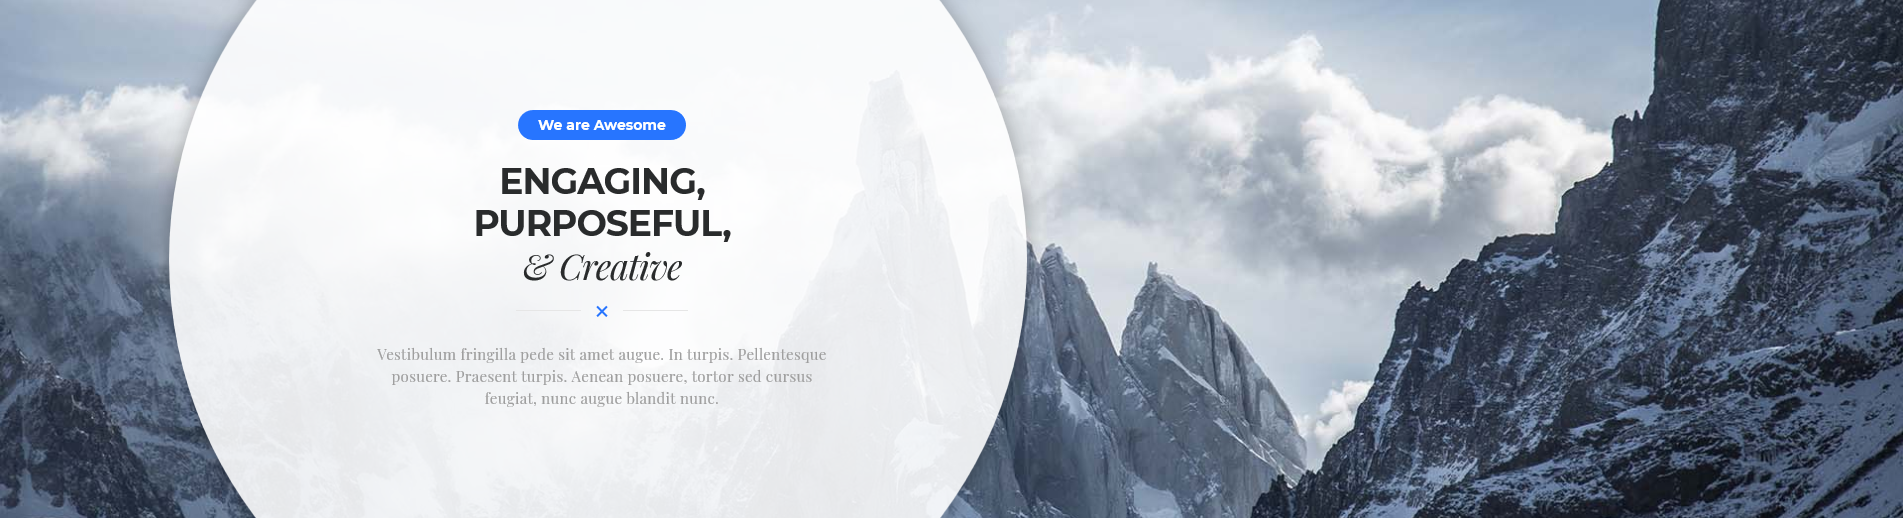 We are Awesome
ENGAGING,
PURPOSEFUL,
& Creative
Vestibulum fringilla pede sit amet augue. In turpis. Pellentesque
posuere. Praesent turpis. Aenean posuere, tortor sed cursus
feugiat, nunc augue blandit nunc.